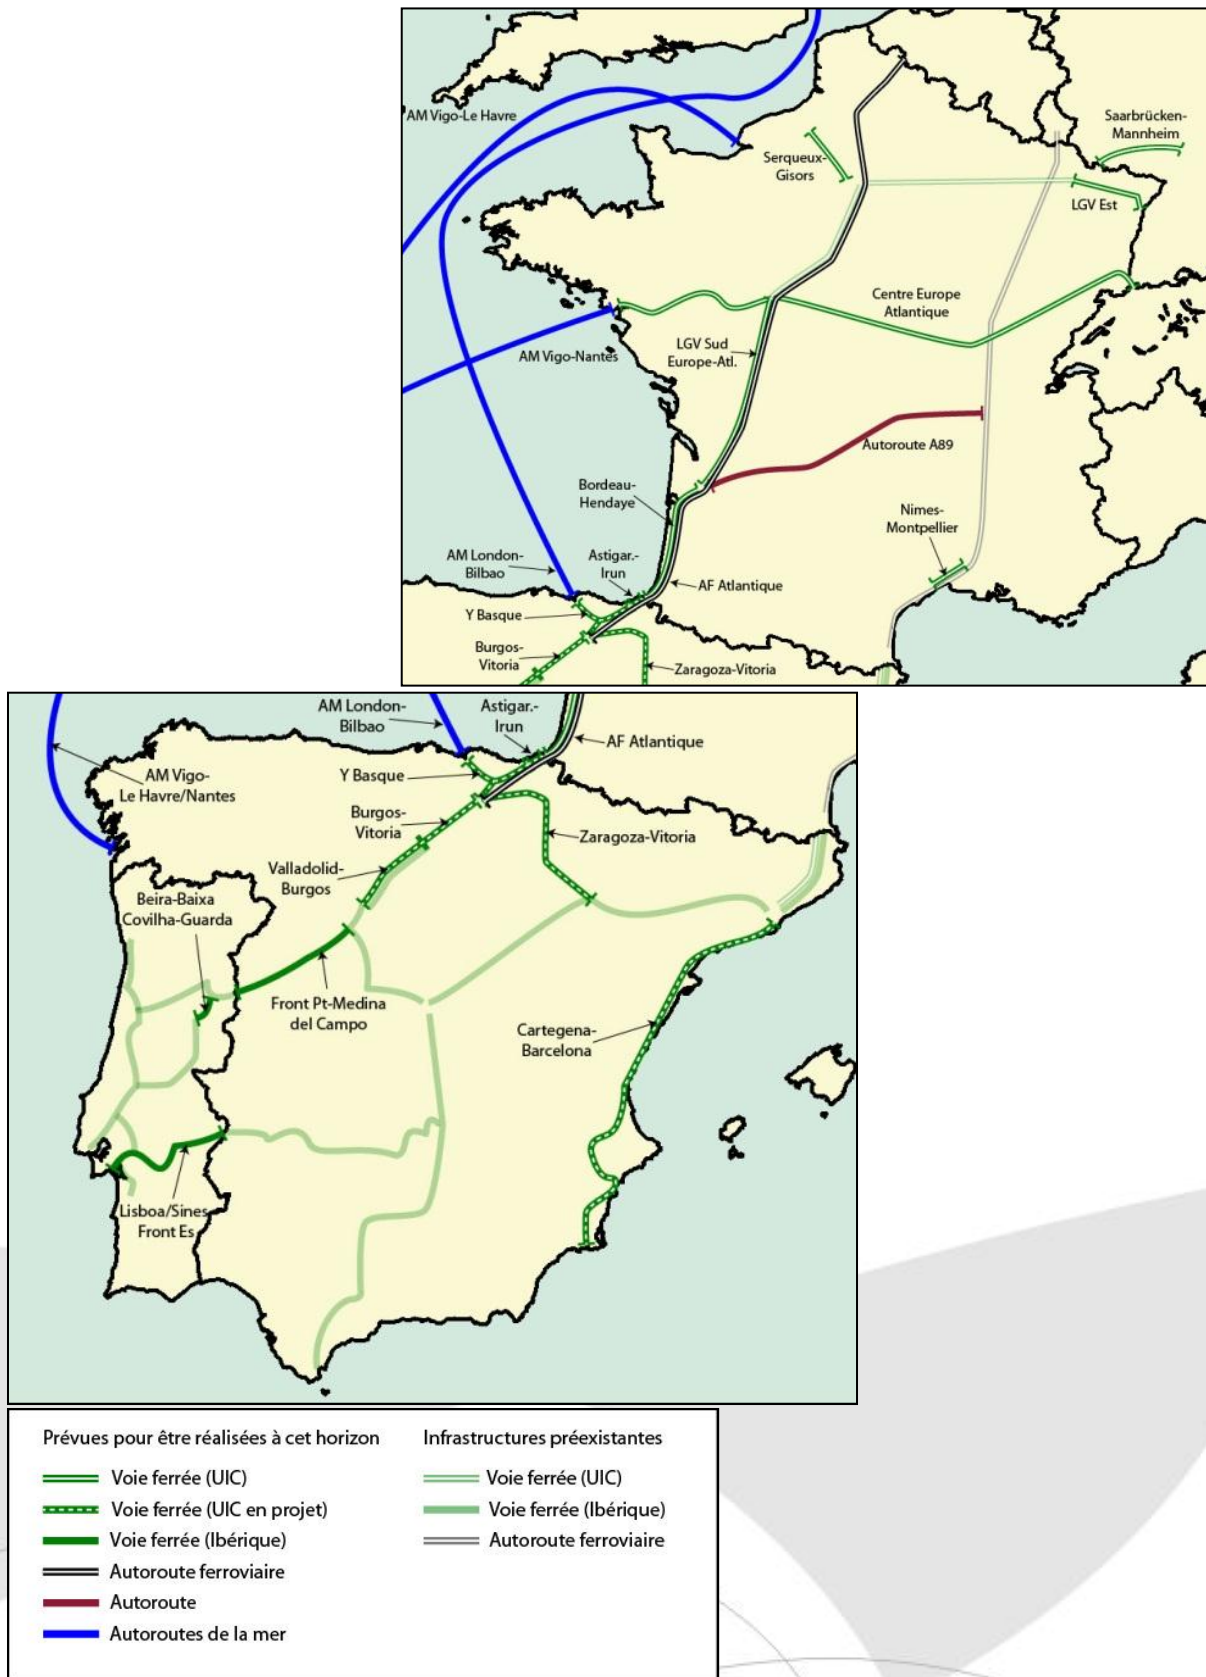 AM Vigo-Le Havre
Saarbrücken-
Mannheim
Serqueux-
Gisors
LGV Est
Centre Europe
Atlantique
AM Vigo-Nantes
LGV Sud
Europe-Atl.
Autoroute A89
Bordeau-
Hendaye
Nimes-
Montpellier
AM London-
Bilbao
Astigar.-
Irun
AF Atlantique
Y Basque
Burgos-
Vitoria
Zaragoza-Vitoria
AM London-
Bilbao
Astigar.-
Irun
AF Atlantique
AM Vigo-
Le Havre/Nantes
Y Basque
Burgos-
Vitoria
Zaragoza-Vitoria
Valladolid-
Burgos
Beira-Baixa
Covilha-Guarda
Front Pt-Medina
del Campo
Cartegena-
Barcelona
Lisboa/Sines
Front Es
Prévues pour être réalisées à cet horizon
Voie ferrée (UIC)
Voie ferrée (UIC en projet)
Voie ferrée (Ibérique)
Autoroute ferroviaire
Autoroute
Autoroutes de la mer
Infrastructures préexistantes
Voie ferrée (UIC)
Voie ferrée (Ibérique)
Autoroute ferroviaire